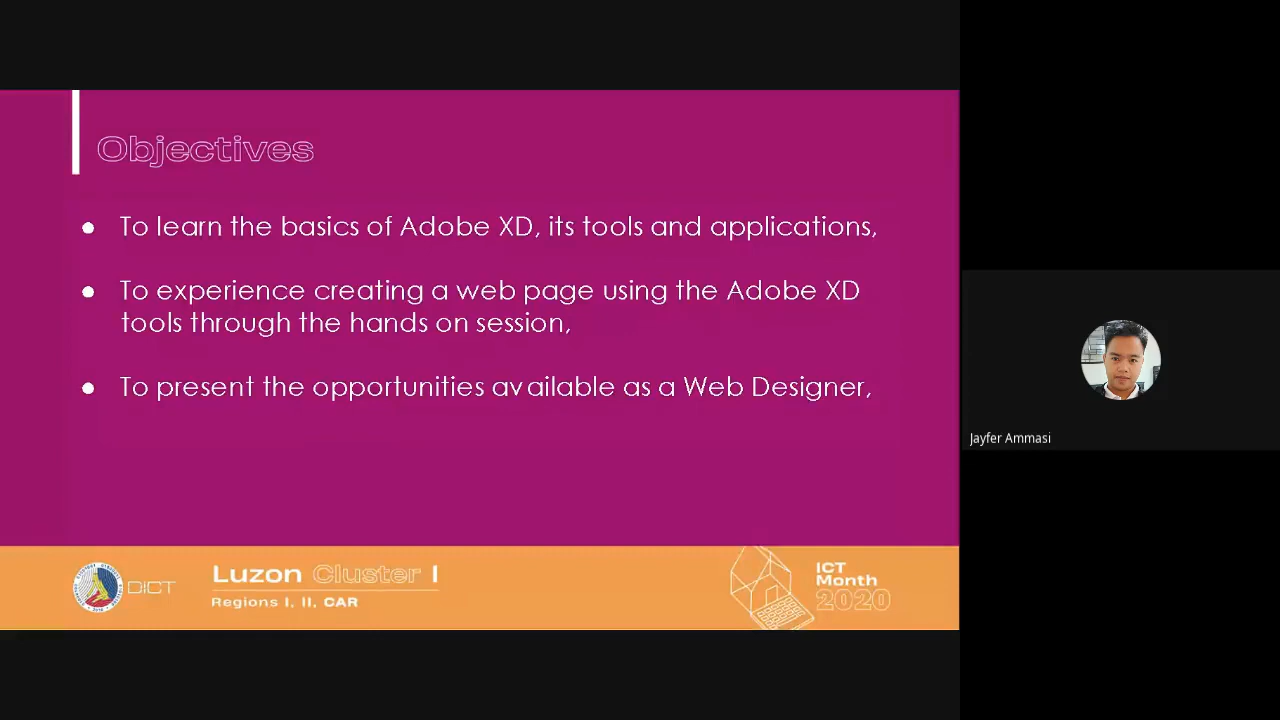 Objectives
● To learn the basics of Adobe XD, its tools and applications,
● To experience creating a web page using the Adobe XD
tools through the hands on session,
● To present the opportunities available as a Web Designer,
Jayfer Ammasi
DICT
Luzon Cluster I
Regions I, II, CAR
ICT
Month
2020